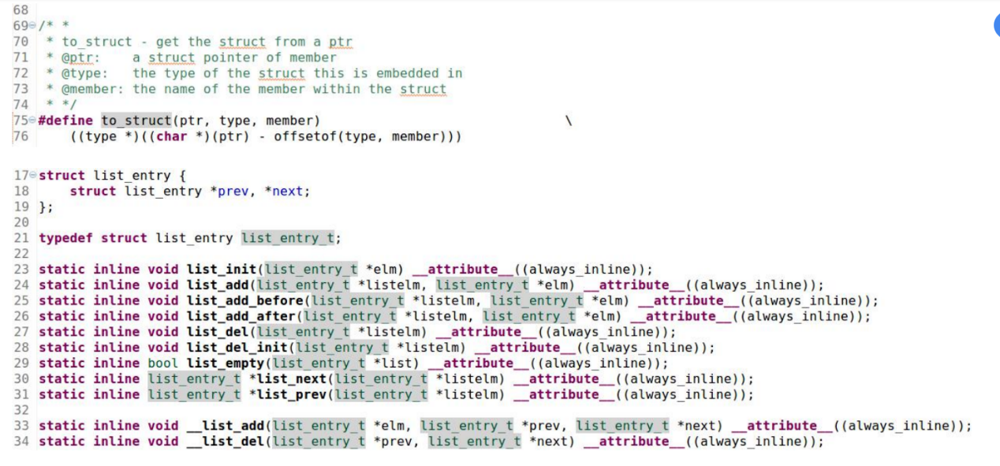 68
69 /* *
70  * to_struct - get the struct from a ptr
71  * @ptr:    a struct pointer of member
72  * @type:   the type of the struct this is embedded in
73  * @member: the name of the member within the struct
74  * */
75 #define to_struct(ptr, type, member)                                \
76     ((type *)((char *)(ptr) - offsetof(type, member)))
17 struct list_entry {
18     struct list_entry *prev, *next;
19 };
20
21 typedef struct list_entry list_entry_t;
22
23 static inline void list_init(list_entry_t *elm) __attribute__((always_inline));
24 static inline void list_add(list_entry_t *listelm, list_entry_t *elm) __attribute__((always_inline));
25 static inline void list_add_before(list_entry_t *listelm, list_entry_t *elm) __attribute__((always_inline));
26 static inline void list_add_after(list_entry_t *listelm, list_entry_t *elm) __attribute__((always_inline));
27 static inline void list_del(list_entry_t *listelm) __attribute__((always_inline));
28 static inline void list_del_init(list_entry_t *listelm) __attribute__((always_inline));
29 static inline bool list_empty(list_entry_t *list) __attribute__((always_inline));
30 static inline list_entry_t *list_next(list_entry_t *listelm) __attribute__((always_inline));
31 static inline list_entry_t *list_prev(list_entry_t *listelm) __attribute__((always_inline));
32
33 static inline void __list_add(list_entry_t *elm, list_entry_t *prev, list_entry_t *next) __attribute__((always_inline));
34 static inline void __list_del(list_entry_t *prev, list_entry_t *next) __attribute__((always_inline));